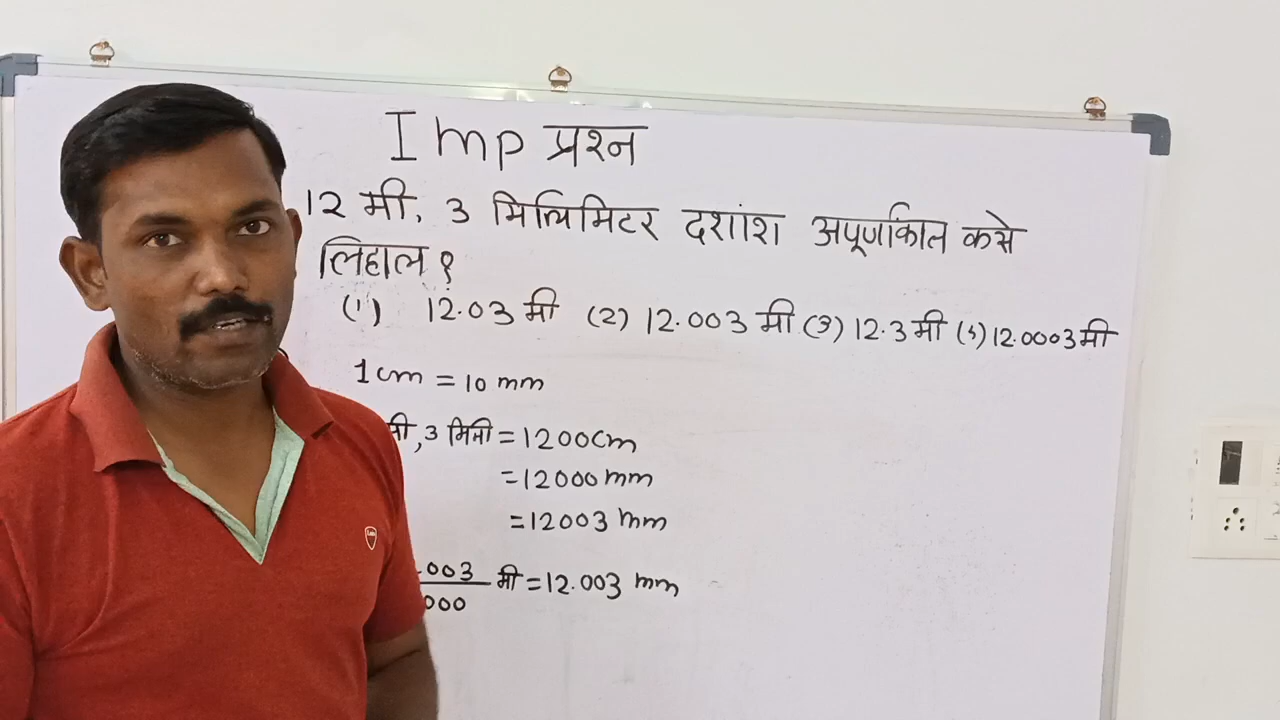 Imp प्रश्न
12 मी. 3 मिलिमिटर दशांश अपूर्णांकात कसे
लिहाल ?
(1) 12.03 मी (2) 12.003 मी (3) 12.3 मी (4) 12.0003 मी
1 cm = 10 mm
मी, 3 मिमी = 1200 cm
= 12000 mm
= 12003 mm
.003
000
मी = 12.003 mm